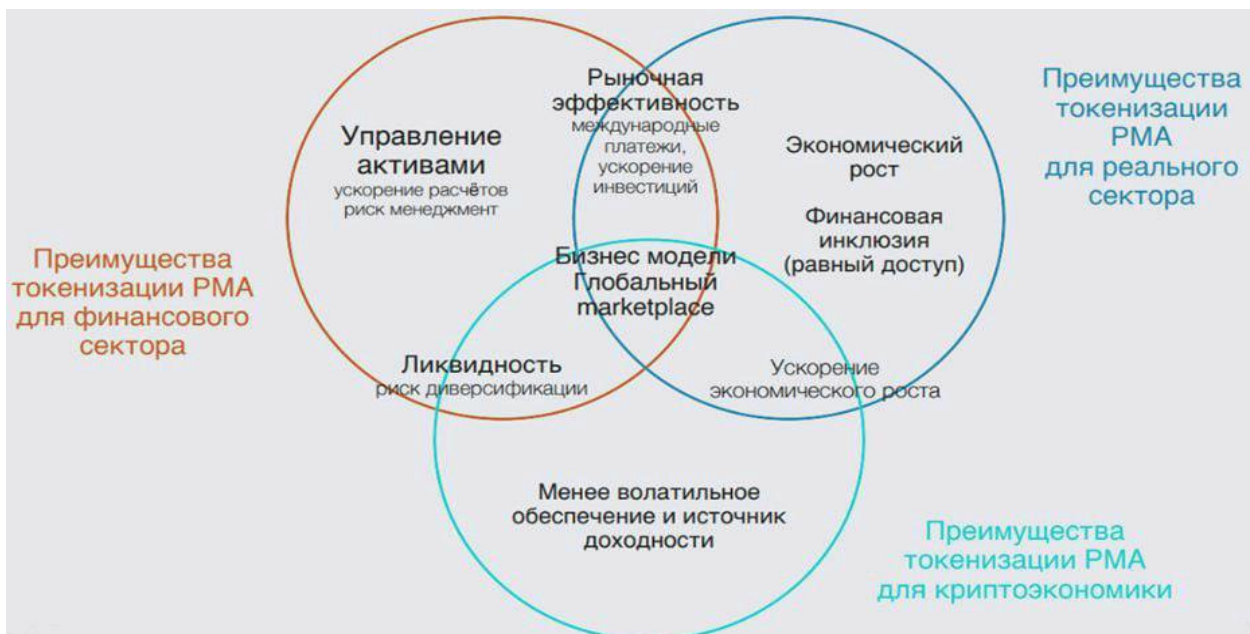 Рыночная
эффективность
международные
платежи,
ускорение
инвестиций
Преимущества
токенизации
РМА
для реального
сектора
Управление
активами
ускорение расчётов
риск менеджмент
Экономический
рост
Финансовая
инклюзия
(равный доступ)
Преимущества
токенизации РМА
для финансового
сектора
Бизнес модели
Глобальный
marketplace
Ликвидность
риск диверсификации
Ускорение
экономического роста
Менее волатильное
обеспечение и источник
доходности
Преимущества
токенизации РМА
для криптоэкономики